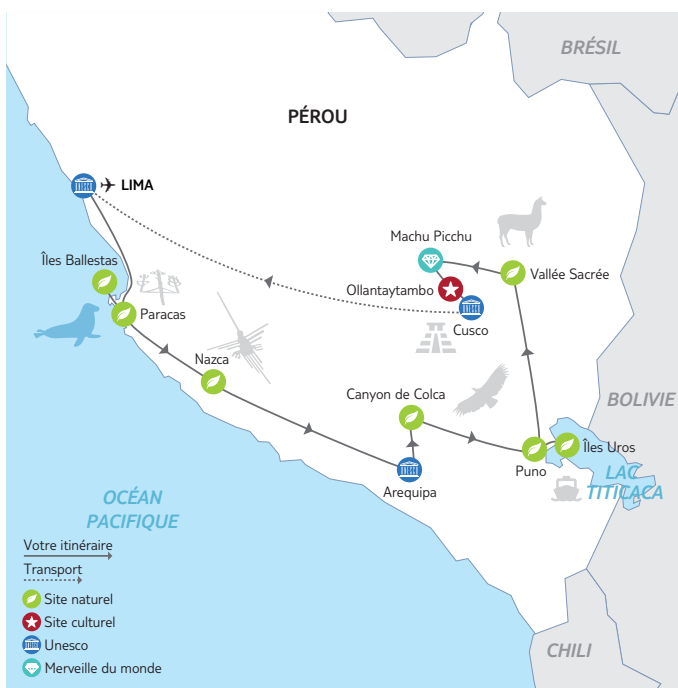 BRÉSIL
PÉROU
LIMA
Machu Picchu
Îles Ballestas
Vallée Sacrée
Ollantaytambo
Paracas
Cusco
Nazca
Canyon de Colca
BOLIVIE
Îles Uros
Puno
LAC
TITICACA
Arequipa
OCÉAN
PACIFIQUE
Votre itinéraire
Transport
Site naturel
Site culturel
Unesco
Merveille du monde
CHILI